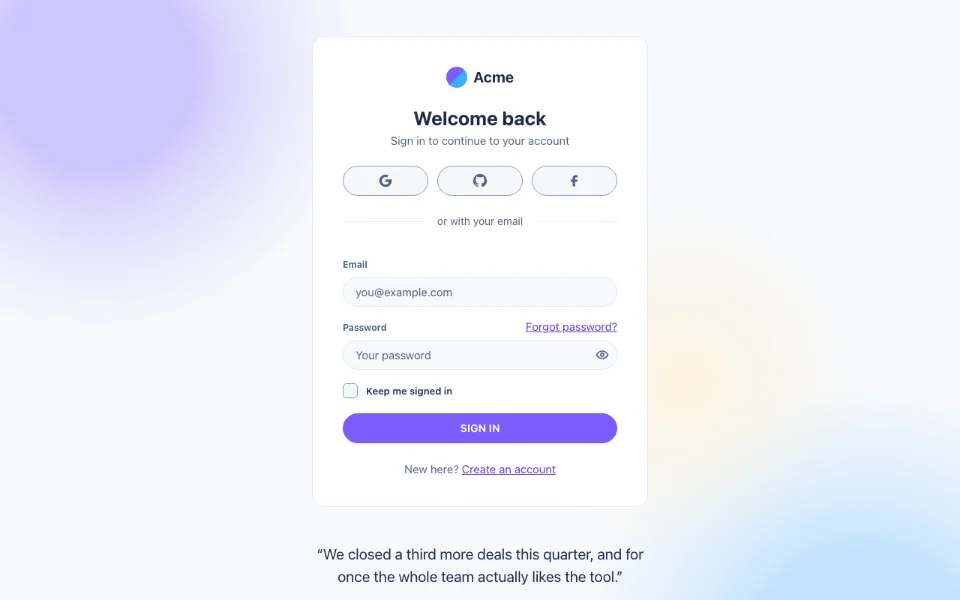 Acme
Welcome back
Sign in to continue to your account
or with your email
Email
you@example.com
Password Forgot password?
Your password
Keep me signed in
SIGN IN
New here? Create an account
“We closed a third more deals this quarter, and for
once the whole team actually likes the tool.”